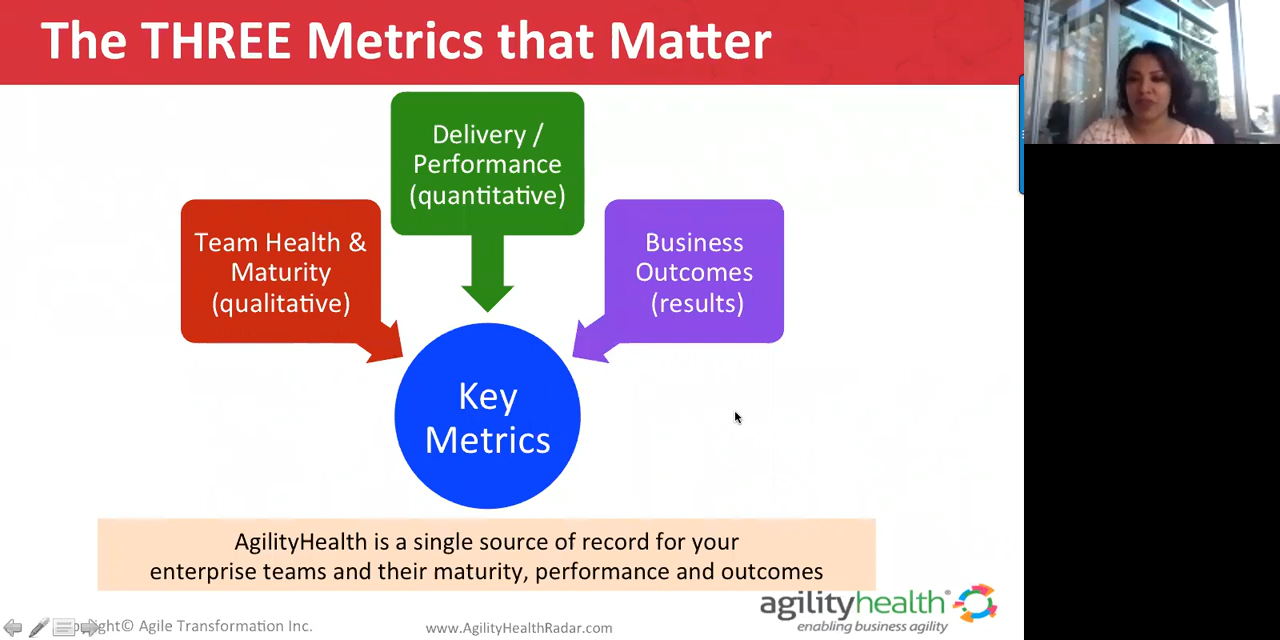 The THREE Metrics that Matter
Delivery /
Performance
(quantitative)
Team Health &
Maturity
(qualitative)
Business
Outcomes
(results)
Key
Metrics
AgilityHealth is a single source of record for your
enterprise teams and their maturity, performance and outcomes
agilityhealth®
enabling business agility
© Agile Transformation Inc.
www.AgilityHealthRadar.com